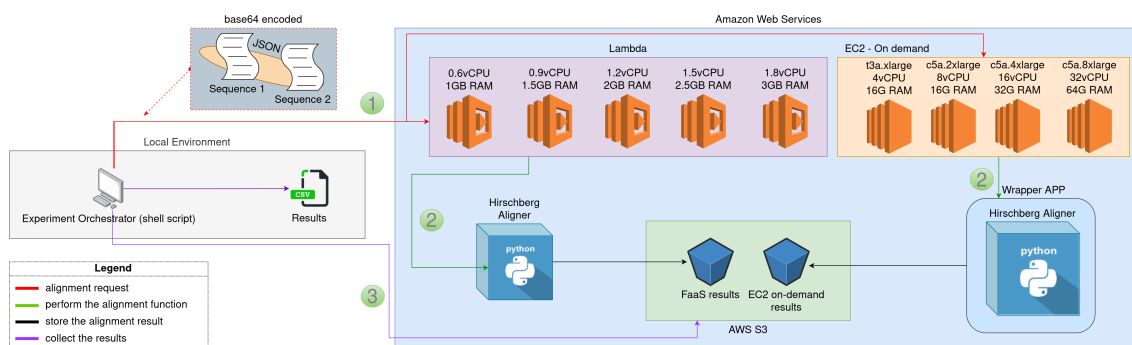 base64 encoded
JSON
Sequence 1
Sequence 2
Amazon Web Services
Lambda
0.6vCPU
1GB RAM
0.9vCPU
1.5GB RAM
1.2vCPU
2GB RAM
1.5vCPU
2.5GB RAM
1.8vCPU
3GB RAM
EC2 - On demand
t3a.xlarge
4vCPU
16G RAM
c5a.2xlarge
8vCPU
16G RAM
c5a.4xlarge
16vCPU
32G RAM
c5a.8xlarge
32vCPU
64G RAM
1
Local Environment
Experiment Orchestrator (shell script)
CSV
Results
2
Hirschberg
Aligner
python
2
Wrapper APP
Hirschberg Aligner
python
FaaS results
EC2 on-demand
results
AWS S3
3
Legend
alignment request
perform the alignment function
store the alignment result
collect the results